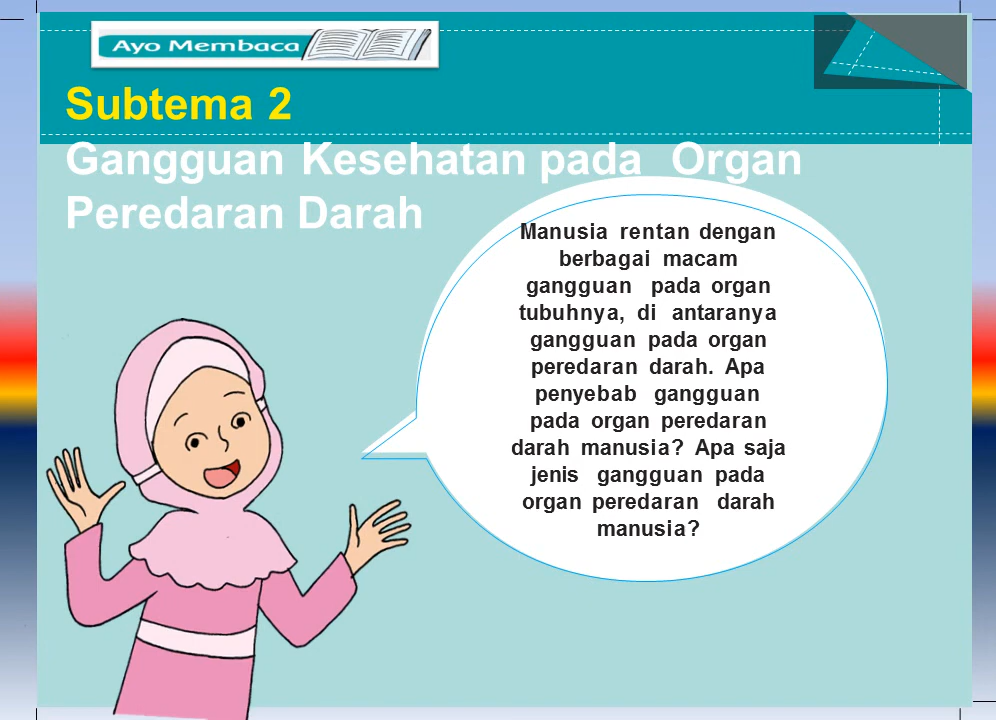 Ayo Membaca
Subtema 2
Gangguan Kesehatan pada Organ
Peredaran Darah
Manusia rentan dengan
berbagai macam
gangguan pada organ
tubuhnya, di antaranya
gangguan pada organ
peredaran darah. Apa
penyebab gangguan
pada organ peredaran
darah manusia? Apa saja
jenis gangguan pada
organ peredaran darah
manusia?